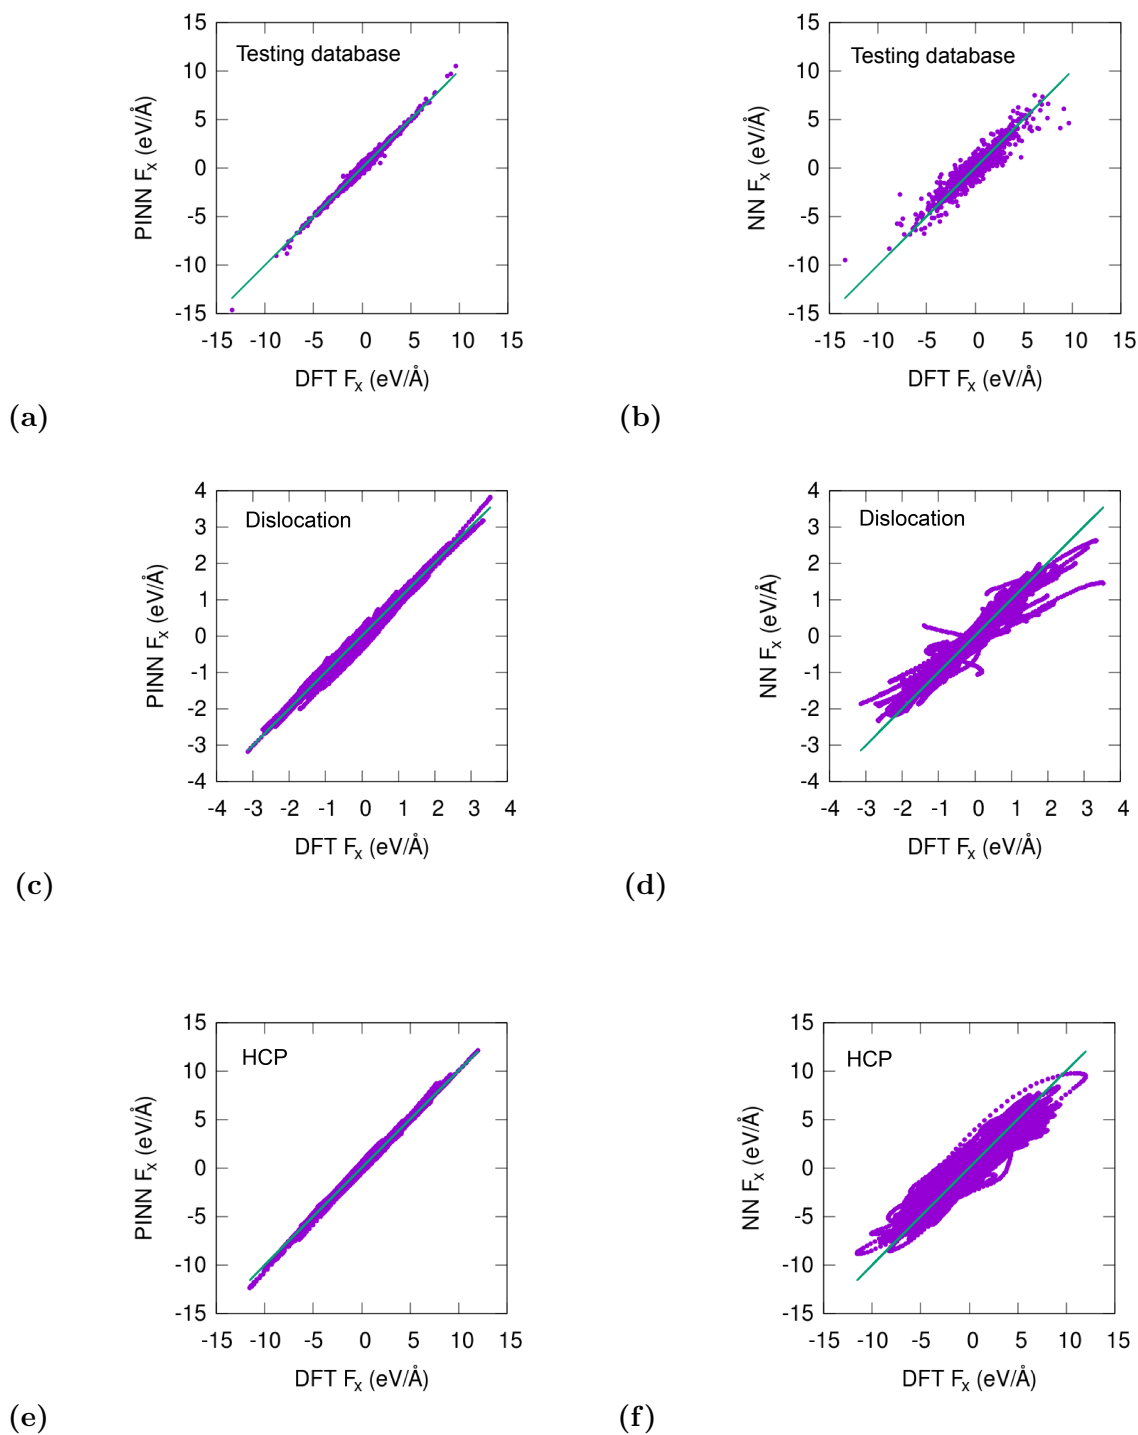 15
10
5
0
-5
-10
-15
PINN Fx (eV/Å)
Testing database
-15 -10 -5 0 5 10 15
DFT Fx (eV/Å)
(a)
15
10
5
0
-5
-10
-15
NN Fx (eV/Å)
Testing database
-15 -10 -5 0 5 10 15
DFT Fx (eV/Å)
(b)
4
3
2
1
0
-1
-2
-3
-4
PINN Fx (eV/Å)
Dislocation
-4 -3 -2 -1 0 1 2 3 4
DFT Fx (eV/Å)
(c)
4
3
2
1
0
-1
-2
-3
-4
NN Fx (eV/Å)
Dislocation
-4 -3 -2 -1 0 1 2 3 4
DFT Fx (eV/Å)
(d)
15
10
5
0
-5
-10
-15
PINN Fx (eV/Å)
HCP
-15 -10 -5 0 5 10 15
DFT Fx (eV/Å)
(e)
15
10
5
0
-5
-10
-15
NN Fx (eV/Å)
HCP
-15 -10 -5 0 5 10 15
DFT Fx (eV/Å)
(f)